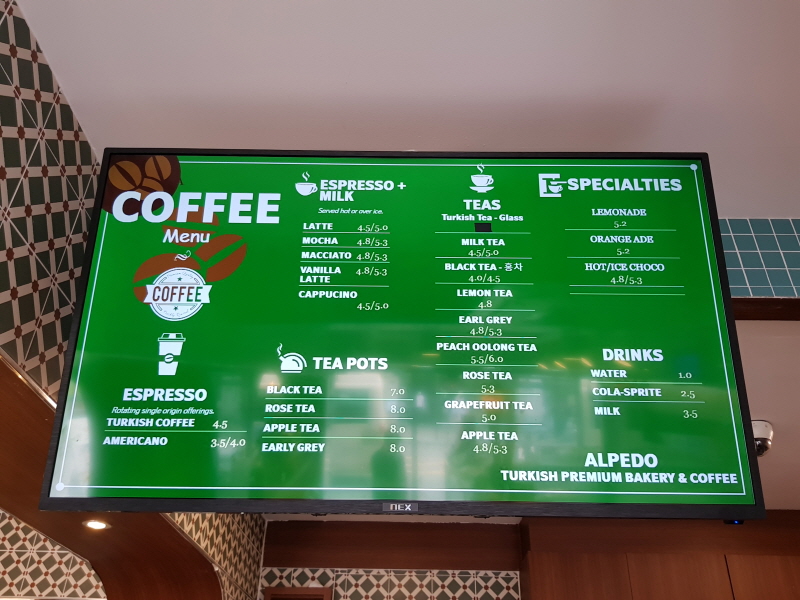 COFFEE
Menu
COFFEE
ESPRESSO
Rotating single origin offerings.
TURKISH COFFEE 4.5
AMERICANO 3.5/4.0
ESPRESSO +
MILK
Served hot or over ice.
LATTE 4.5/5.0
MOCHA 4.8/5.3
MACCIATO 4.8/5.3
VANILLA 4.8/5.3
LATTE
CAPPUCINO
4.5/5.0
TEA POTS
BLACK TEA 7.0
ROSE TEA 8.0
APPLE TEA 8.0
EARLY GREY 8.0
TEAS
Turkish Tea - Glass
MILK TEA
4.5/5.0
BLACK TEA - 홍차
4.0/4.5
LEMON TEA
4.8
EARL GREY
4.8/5.3
PEACH OOLONG TEA
5.5/6.0
ROSE TEA
5.3
GRAPEFRUIT TEA
5.0
APPLE TEA
4.8/5.3
SPECIALTIES
LEMONADE
5.2
ORANGE ADE
5.2
HOT/ICE CHOCO
4.8/5.3
DRINKS
WATER 1.0
COLA-SPRITE 2.5
MILK 3.5
ALPEDO
TURKISH PREMIUM BAKERY & COFFEE
nex